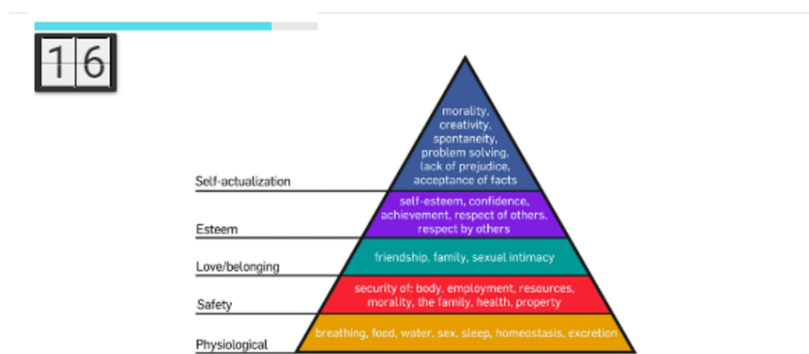 16
morality,
creativity,
spontaneity,
problem solving,
lack of prejudice,
acceptance of facts
Self-actualization
self-esteem, confidence,
achievement, respect of others,
respect by others
Esteem
friendship, family, sexual intimacy
Love/belonging
security of: body, employment, resources,
morality, the family, health, property
Safety
breathing, food, water, sex, sleep, homeostasis, excretion
Physiological